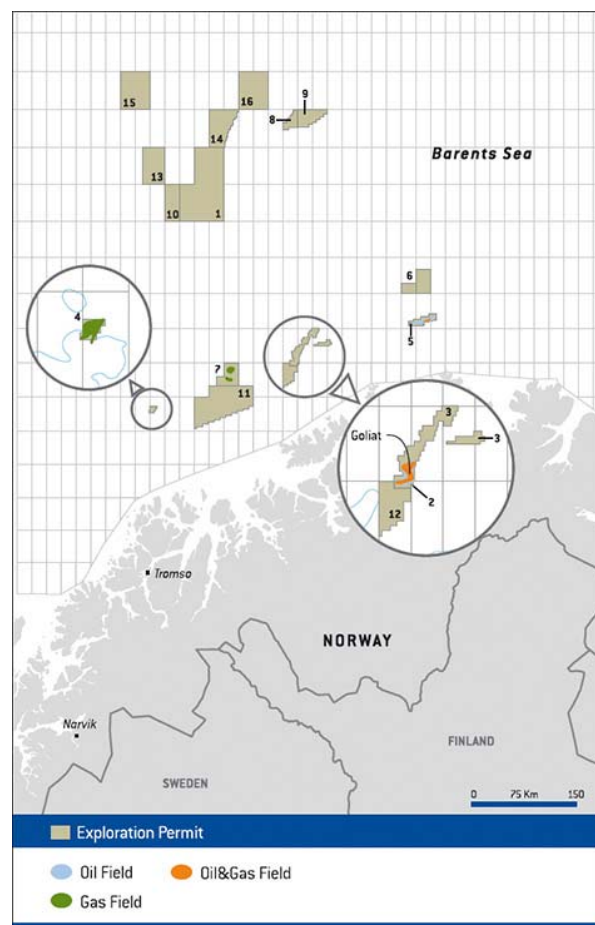 15
16
9
8
14
Barents Sea
13
10
1
6
4
5
7
11
3
Goliat
3
2
12
Tromsø
NORWAY
Narvik
FINLAND
SWEDEN
0 75 Km 150
Exploration Permit
Oil Field
Oil&Gas Field
Gas Field